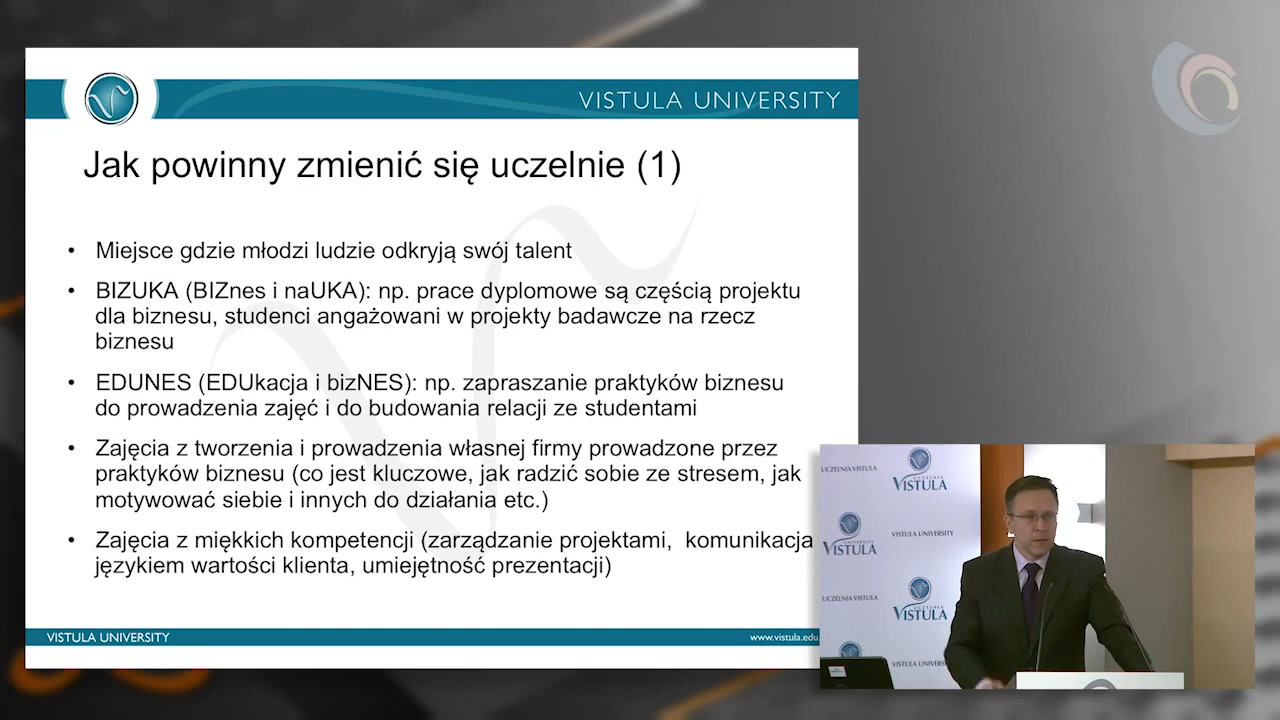 VISTULA UNIVERSITY
Jak powinny zmienić się uczelnie (1)
• Miejsce gdzie młodzi ludzie odkryją swój talent
• BIZUKA (BIZnes i naUKA): np. prace dyplomowe są częścią projektu
dla biznesu, studenci angażowani w projekty badawcze na rzecz
biznesu
• EDUNES (EDUkacja i bizNES): np. zapraszanie praktyków biznesu
do prowadzenia zajęć i do budowania relacji ze studentami
• Zajęcia z tworzenia i prowadzenia własnej firmy prowadzone przez
praktyków biznesu (co jest kluczowe, jak radzić sobie ze stresem, jak
motywować siebie i innych do działania etc.)
• Zajęcia z miękkich kompetencji (zarządzanie projektami,  komunikacja
językiem wartości klienta, umiejętność prezentacji)
VISTULA UNIVERSITY
www.vistula.edu.
UCZELNIA VISTULA
UCZELNIA
VISTULA
UNIVERSITY
VISTULA
VISTULA UNIVERSITY
UCZELNIA VISTULA
UCZELNIA
VISTULA
VISTULA UNIVERS